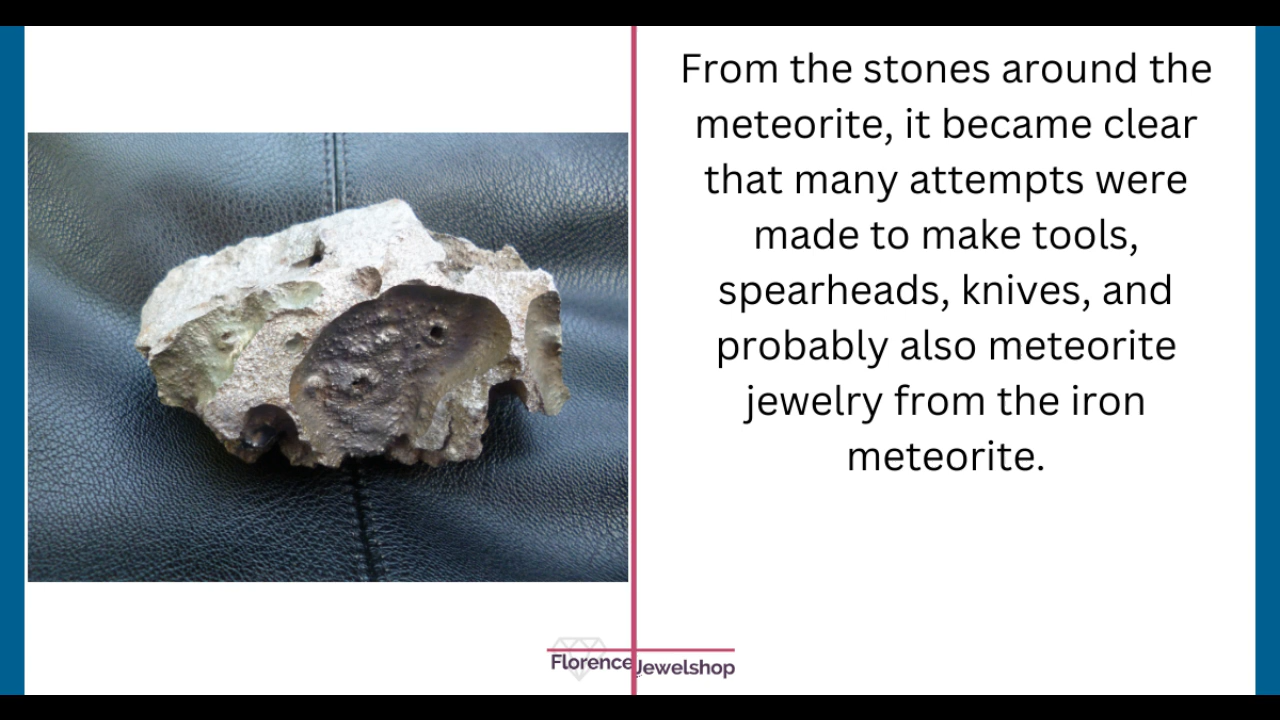 From the stones around the
meteorite, it became clear
that many attempts were
made to make tools,
spearheads, knives, and
probably also meteorite
jewelry from the iron
meteorite.
Florence Jewelshop